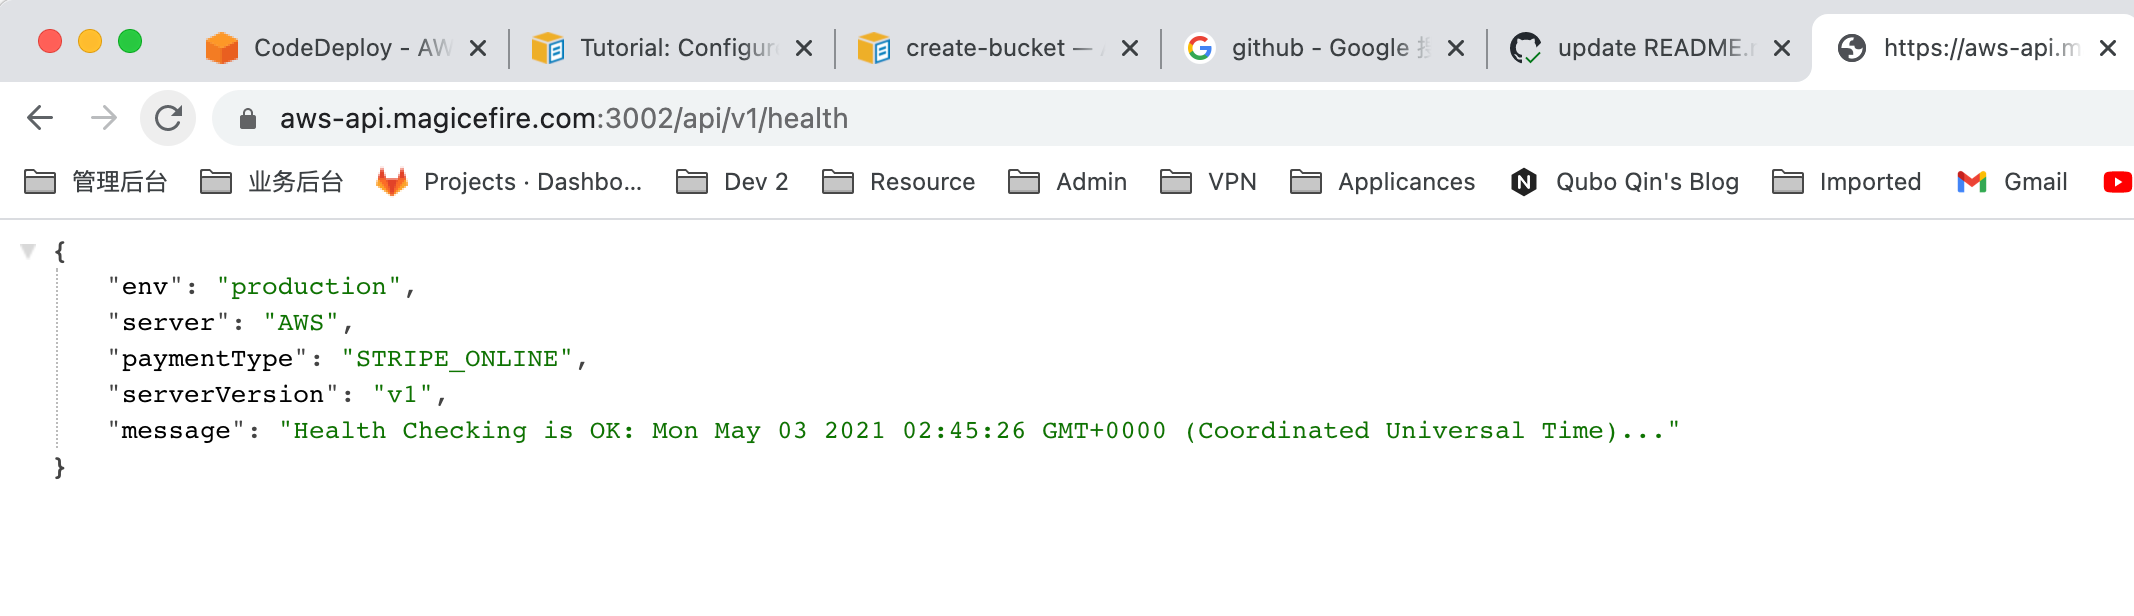 CodeDeploy - AW
Tutorial: Configur
create-bucket —
github - Google
update README.
https://aws-api.m
aws-api.magicefire.com:3002/api/v1/health
管理后台
业务后台
Projects · Dashbo...
Dev 2
Resource
Admin
VPN
Applicances
Qubo Qin's Blog
Imported
Gmail
{
"env": "production",
"server": "AWS",
"paymentType": "STRIPE_ONLINE",
"serverVersion": "v1",
"message": "Health Checking is OK: Mon May 03 2021 02:45:26 GMT+0000 (Coordinated Universal Time)..."
}